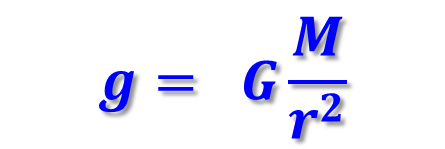 g = G M/r²